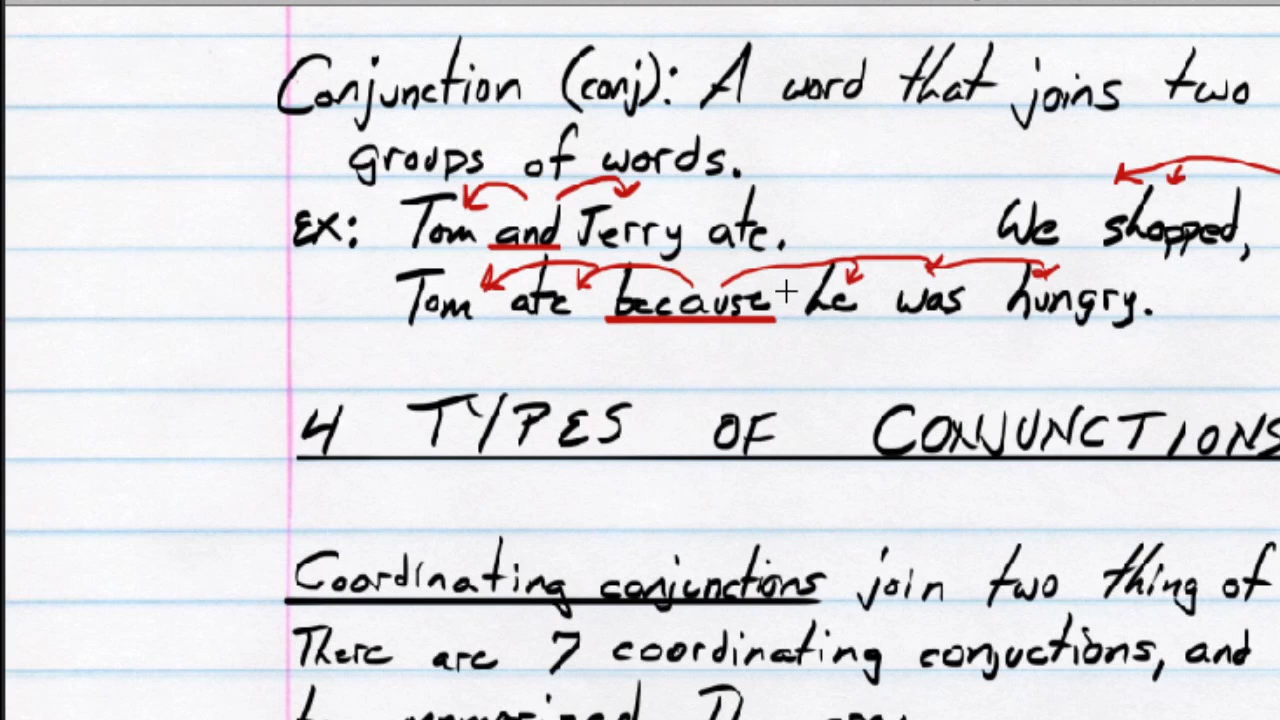 Conjunction (conj): A word that joins two
groups of words.
Ex: Tom and Jerry ate. We shopped,
Tom ate because he was hungry.
4 TYPES OF CONJUNCTIONS
Coordinating conjunctions join two thing of
There are 7 coordinating conjuctions, and